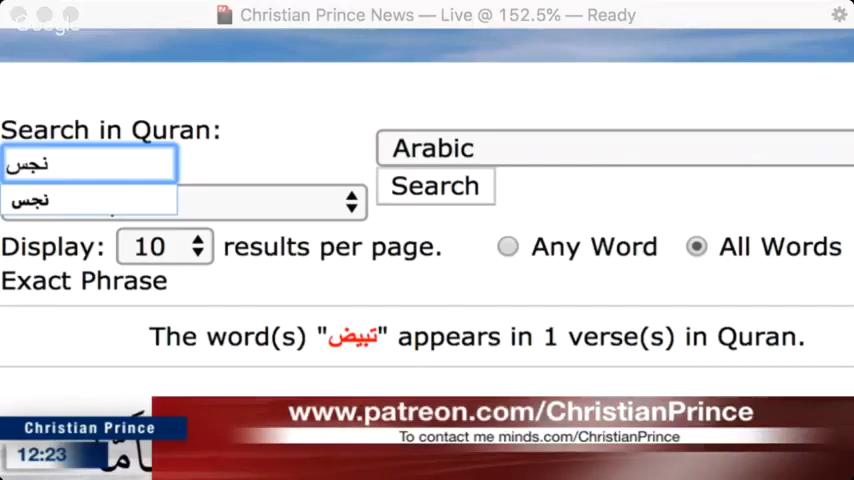 Christian Prince News — Live @ 152.5% — Ready
Google
Search in Quran:
نجس
Arabic
نجس
Search
Display: 10 results per page. Any Word All Words
Exact Phrase
The word(s) "تبيض" appears in 1 verse(s) in Quran.
www.patreon.com/ChristianPrince
Christian Prince
To contact me minds.com/ChristianPrince
12:23